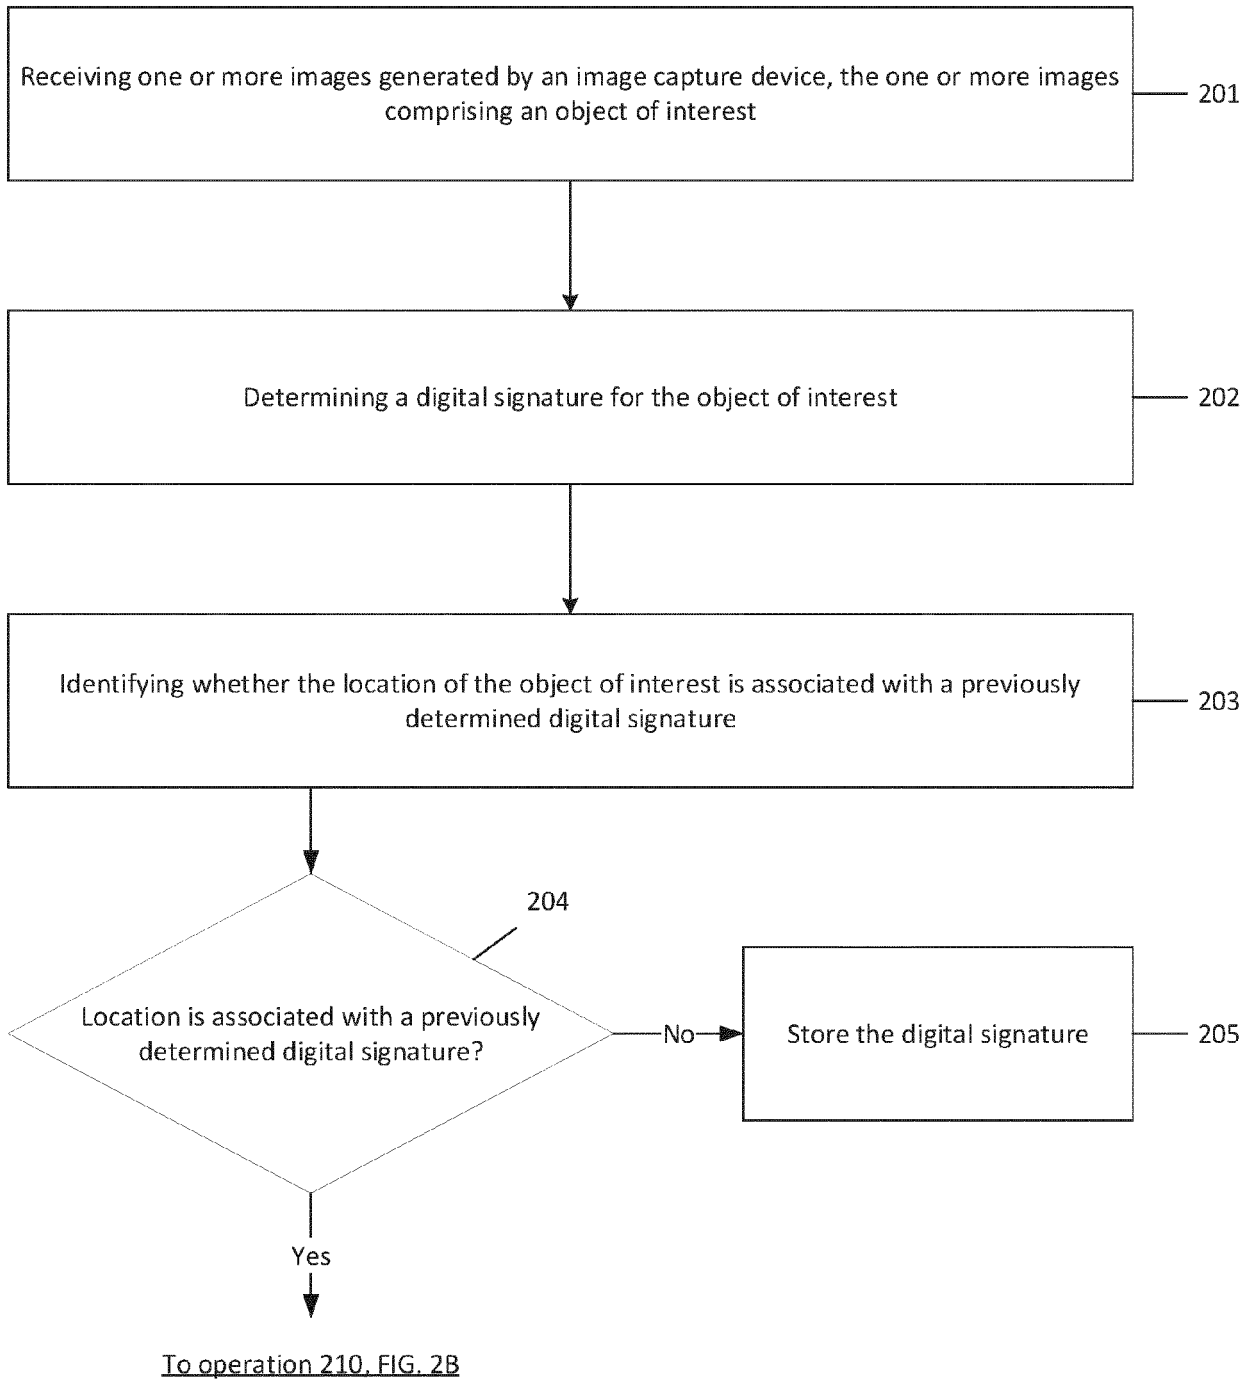 Receiving one or more images generated by an image capture device, the one or more images
comprising an object of interest
201
Determining a digital signature for the object of interest
202
Identifying whether the location of the object of interest is associated with a previously
determined digital signature
203
204
Location is associated with a previously
determined digital signature?
No
Store the digital signature
205
Yes
To operation 210, FIG. 2B